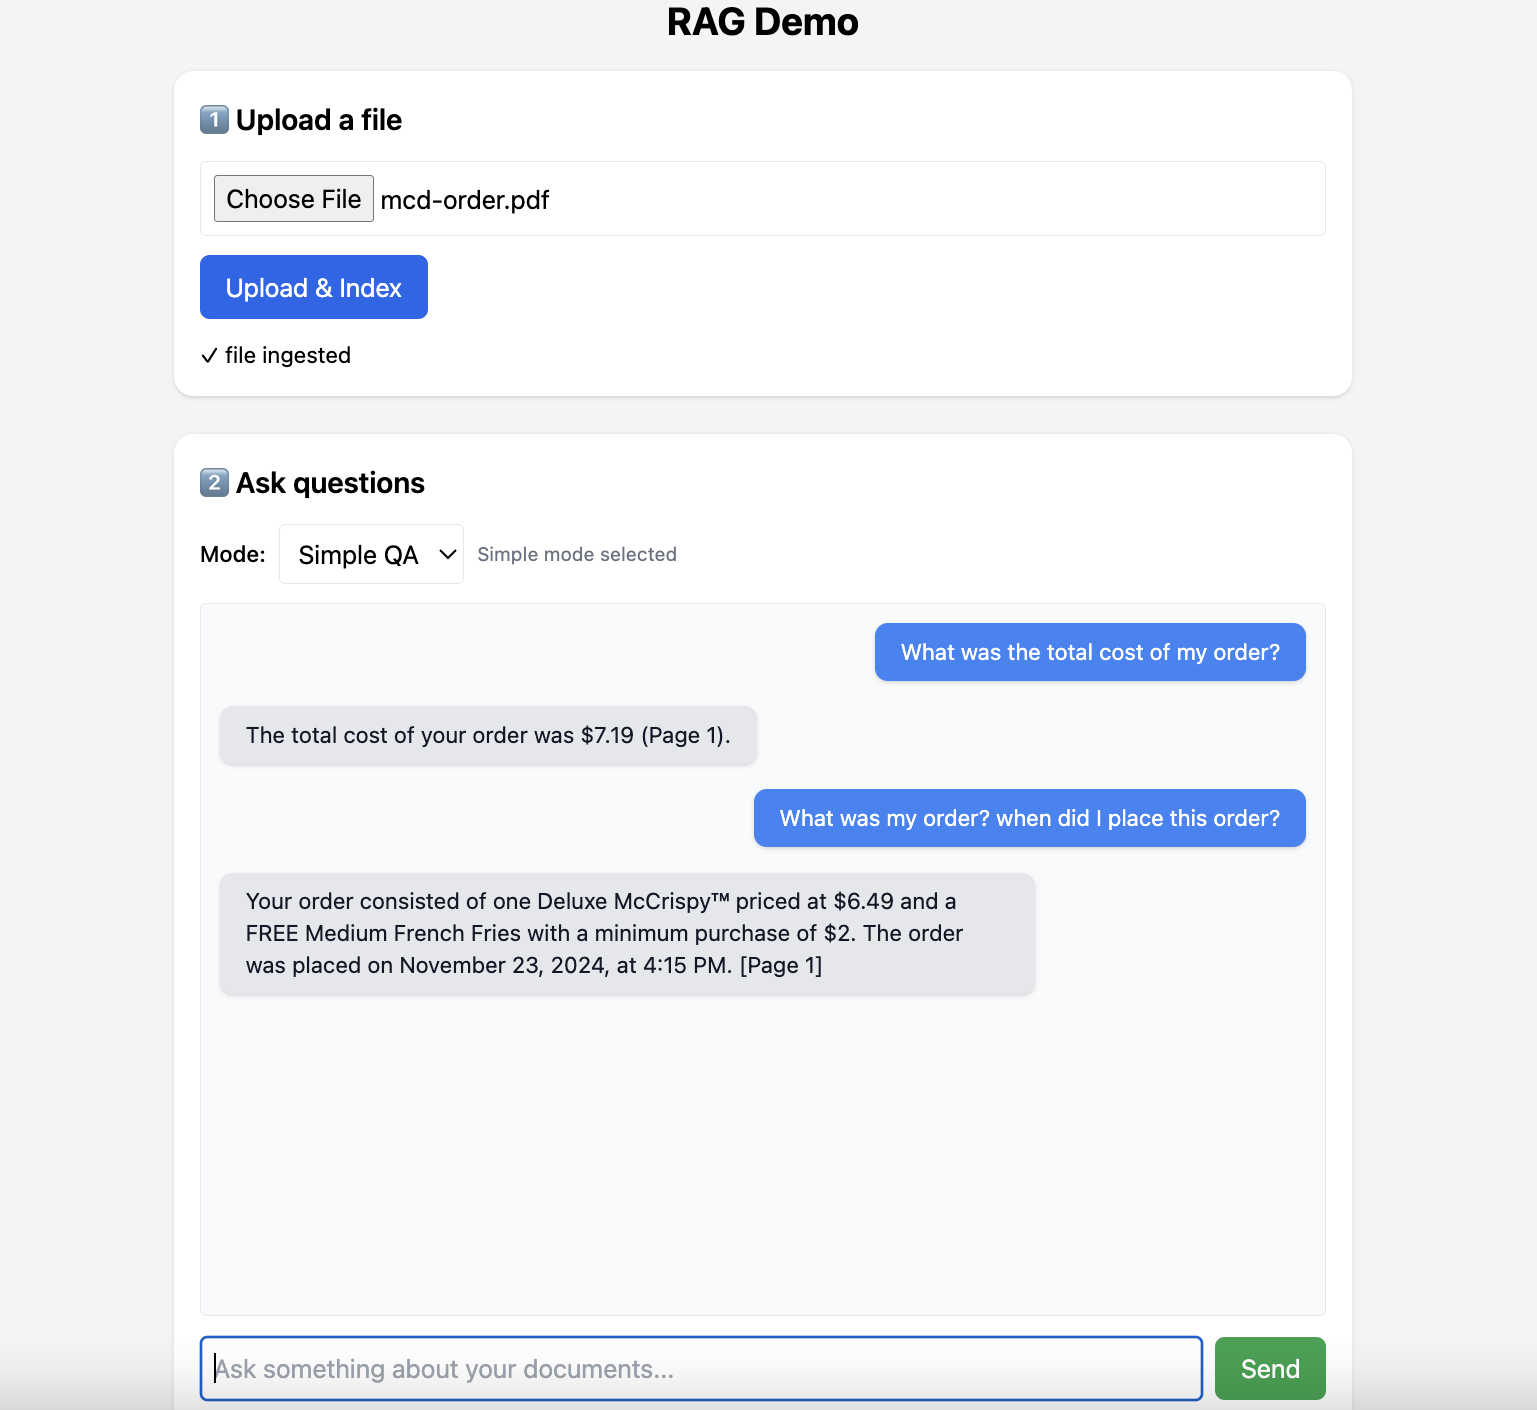 RAG Demo
1 Upload a file
Choose File mcd-order.pdf
Upload & Index
✓ file ingested
2 Ask questions
Mode: Simple QA Simple mode selected
What was the total cost of my order?
The total cost of your order was $7.19 (Page 1).
What was my order? when did I place this order?
Your order consisted of one Deluxe McCrispy™ priced at $6.49 and a
FREE Medium French Fries with a minimum purchase of $2. The order
was placed on November 23, 2024, at 4:15 PM. [Page 1]
Ask something about your documents...
Send